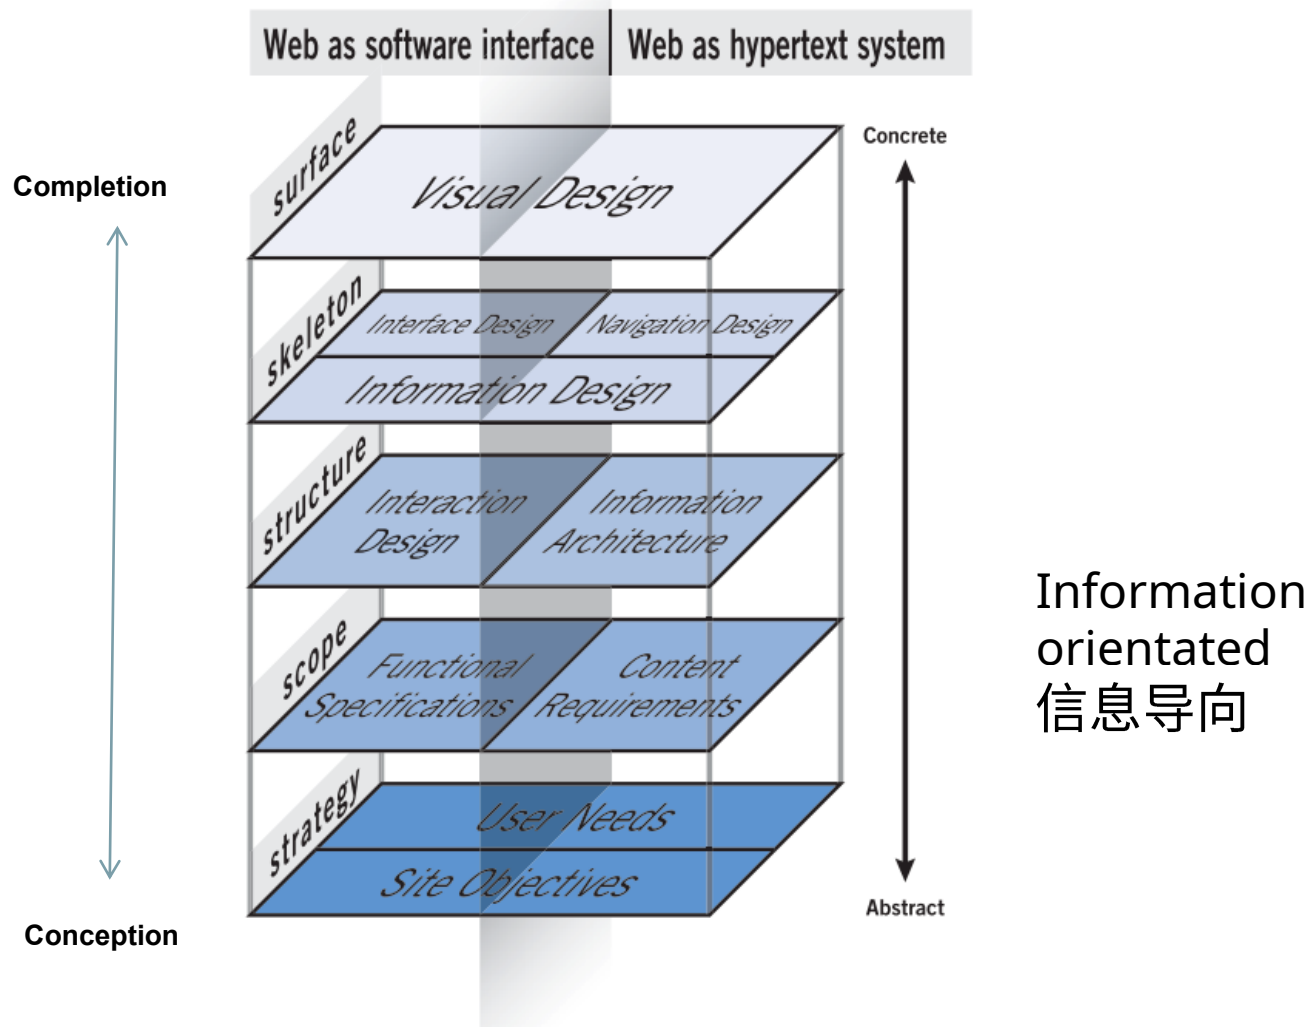 Web as software interface
Web as hypertext system
Concrete
Completion
surface
Visual Design
skeleton
Interface Design
Navigation Design
Information Design
structure
Interaction
Design
Information
Architecture
Information
orientated
信息导向
scope
Functional
Specifications
Content
Requirements
strategy
User Needs
Site Objectives
Abstract
Conception